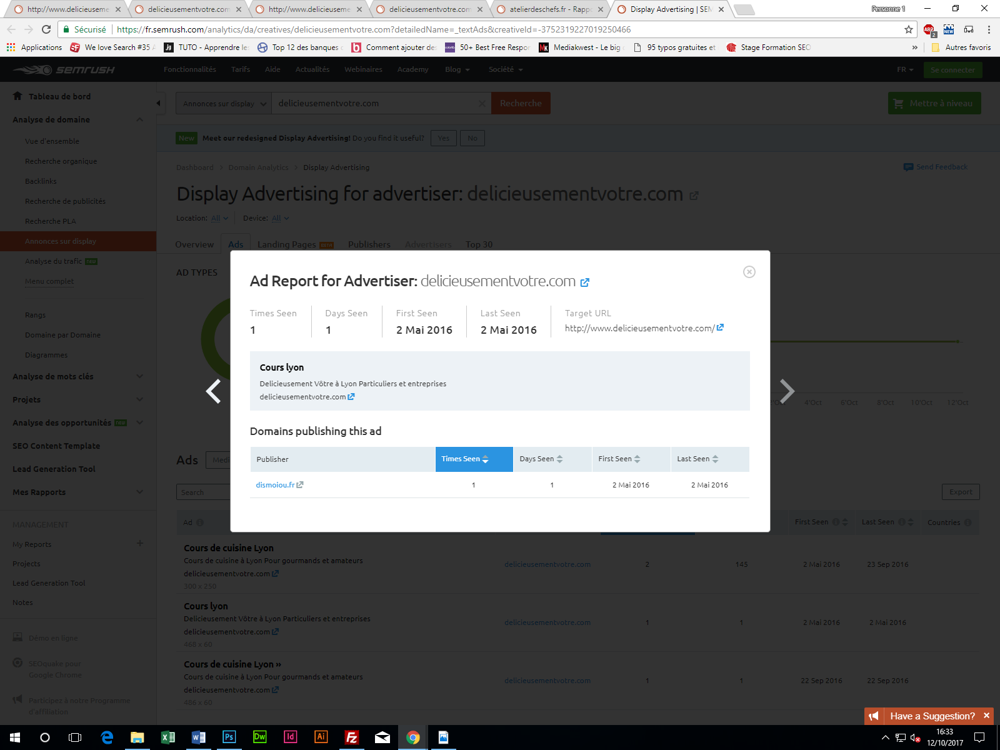 http://www.delicieuseme
delicieusementvotre.com
http://www.delicieuseme
delicieusementvotre.com
atelierdeschefs.fr - Rapp
Display Advertising | SEM
Personne 1
Sécurisé
https://fr.semrush.com/analytics/da/creatives/delicieusementvotre.com?detailedName=_textAds&creativeId=-3752319227019250466
ABP
2
NEW
Applications
We love Search #35
TUTO - Apprendre le
Top 12 des banques
Comment ajouter des
50+ Best Free Respon
Mediakwest - Le big
95 typos gratuites et
Stage Formation SEO
»
Autres favoris
SEMRUSH
Fonctionnalités
Tarifs
Aide
Actualités
Webinaires
Academy
Blog
Société
FR
Se connecter
Tableau de bord
Analyse de domaine
Vue d'ensemble
Recherche organique
Backlinks
Recherche de publicités
Recherche PLA
Annonces sur display
Analyse du trafic NEW
Menu complet
Rangs
Domaine par Domaine
Diagrammes
Analyse de mots clés
Projets
Analyse des opportunités NEW
SEO Content Template
Lead Generation Tool
Mes Rapports
MANAGEMENT
My Reports
Projects
Lead Generation Tool
Notes
Démo en ligne
SEOquake pour
Google Chrome
Participez à notre Programme
d'affiliation
Annonces sur display
delicieusementvotre.com
Recherche
Mettre à niveau
New
Meet our redesigned Display Advertising! Do you find it useful?
Yes
No
Dashboard > Domain Analytics > Display Advertising
Send Feedback
Display Advertising for advertiser: delicieusementvotre.com
Location: All
Device: All
Overview
Ads
Landing Pages BETA
Publishers
Advertisers
Top 30
AD TYPES
Ad Report for Advertiser: delicieusementvotre.com
Times Seen
1
Days Seen
1
First Seen
2 Mai 2016
Last Seen
2 Mai 2016
Target URL
http://www.delicieusementvotre.com/
Cours lyon
Delicieusement Vôtre à Lyon Particuliers et entreprises
delicieusementvotre.com
Domains publishing this ad
Publisher
Times Seen
Days Seen
First Seen
Last Seen
dismoiou.fr
1
1
2 Mai 2016
2 Mai 2016
2'Oct
4'Oct
6'Oct
8'Oct
10'Oct
12'Oct
Ads
Medi
Search
Export
Ad
First Seen
Last Seen
Countries
Cours de cuisine Lyon
Cours de cuisine à Lyon Pour gourmands et amateurs
delicieusementvotre.com
300 x 250
delicieusementvotre.com
2
145
2 Mai 2016
23 Sep 2016
Cours lyon
Delicieusement Vôtre à Lyon Particuliers et entreprises
delicieusementvotre.com
468 x 60
delicieusementvotre.com
1
1
2 Mai 2016
2 Mai 2016
Cours de cuisine Lyon »
Cours de cuisine à Lyon Pour gourmands et amateurs
delicieusementvotre.com
486 x 60
delicieusementvotre.com
1
1
22 Sep 2016
22 Sep 2016
Have a Suggestion?
Ps
Dw
Id
Ai
Fz
16:33
12/10/2017